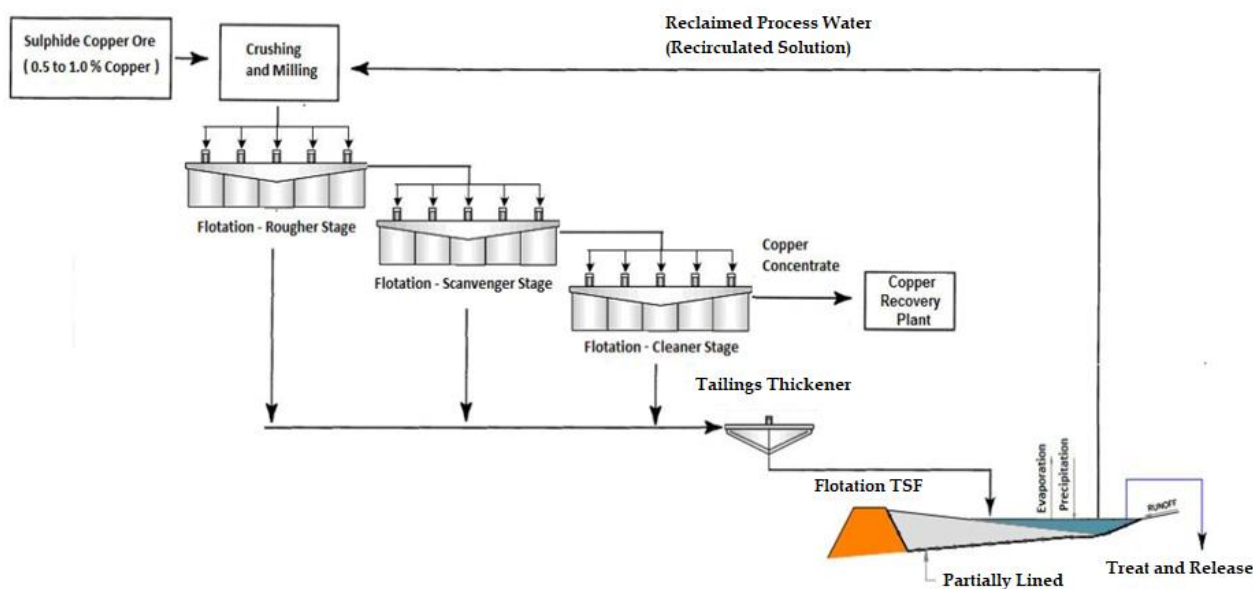 Reclaimed Process Water
(Recirculated Solution)
Sulphide Copper Ore
( 0.5 to 1.0 % Copper )
Crushing
and Milling
Flotation - Rougher Stage
Flotation - Scanvenger Stage
Copper
Concentrate
Copper
Recovery
Plant
Flotation - Cleaner Stage
Tailings Thickener
Flotation TSF
Evaporation
Precipitation
RUNOFF
Partially Lined
Treat and Release